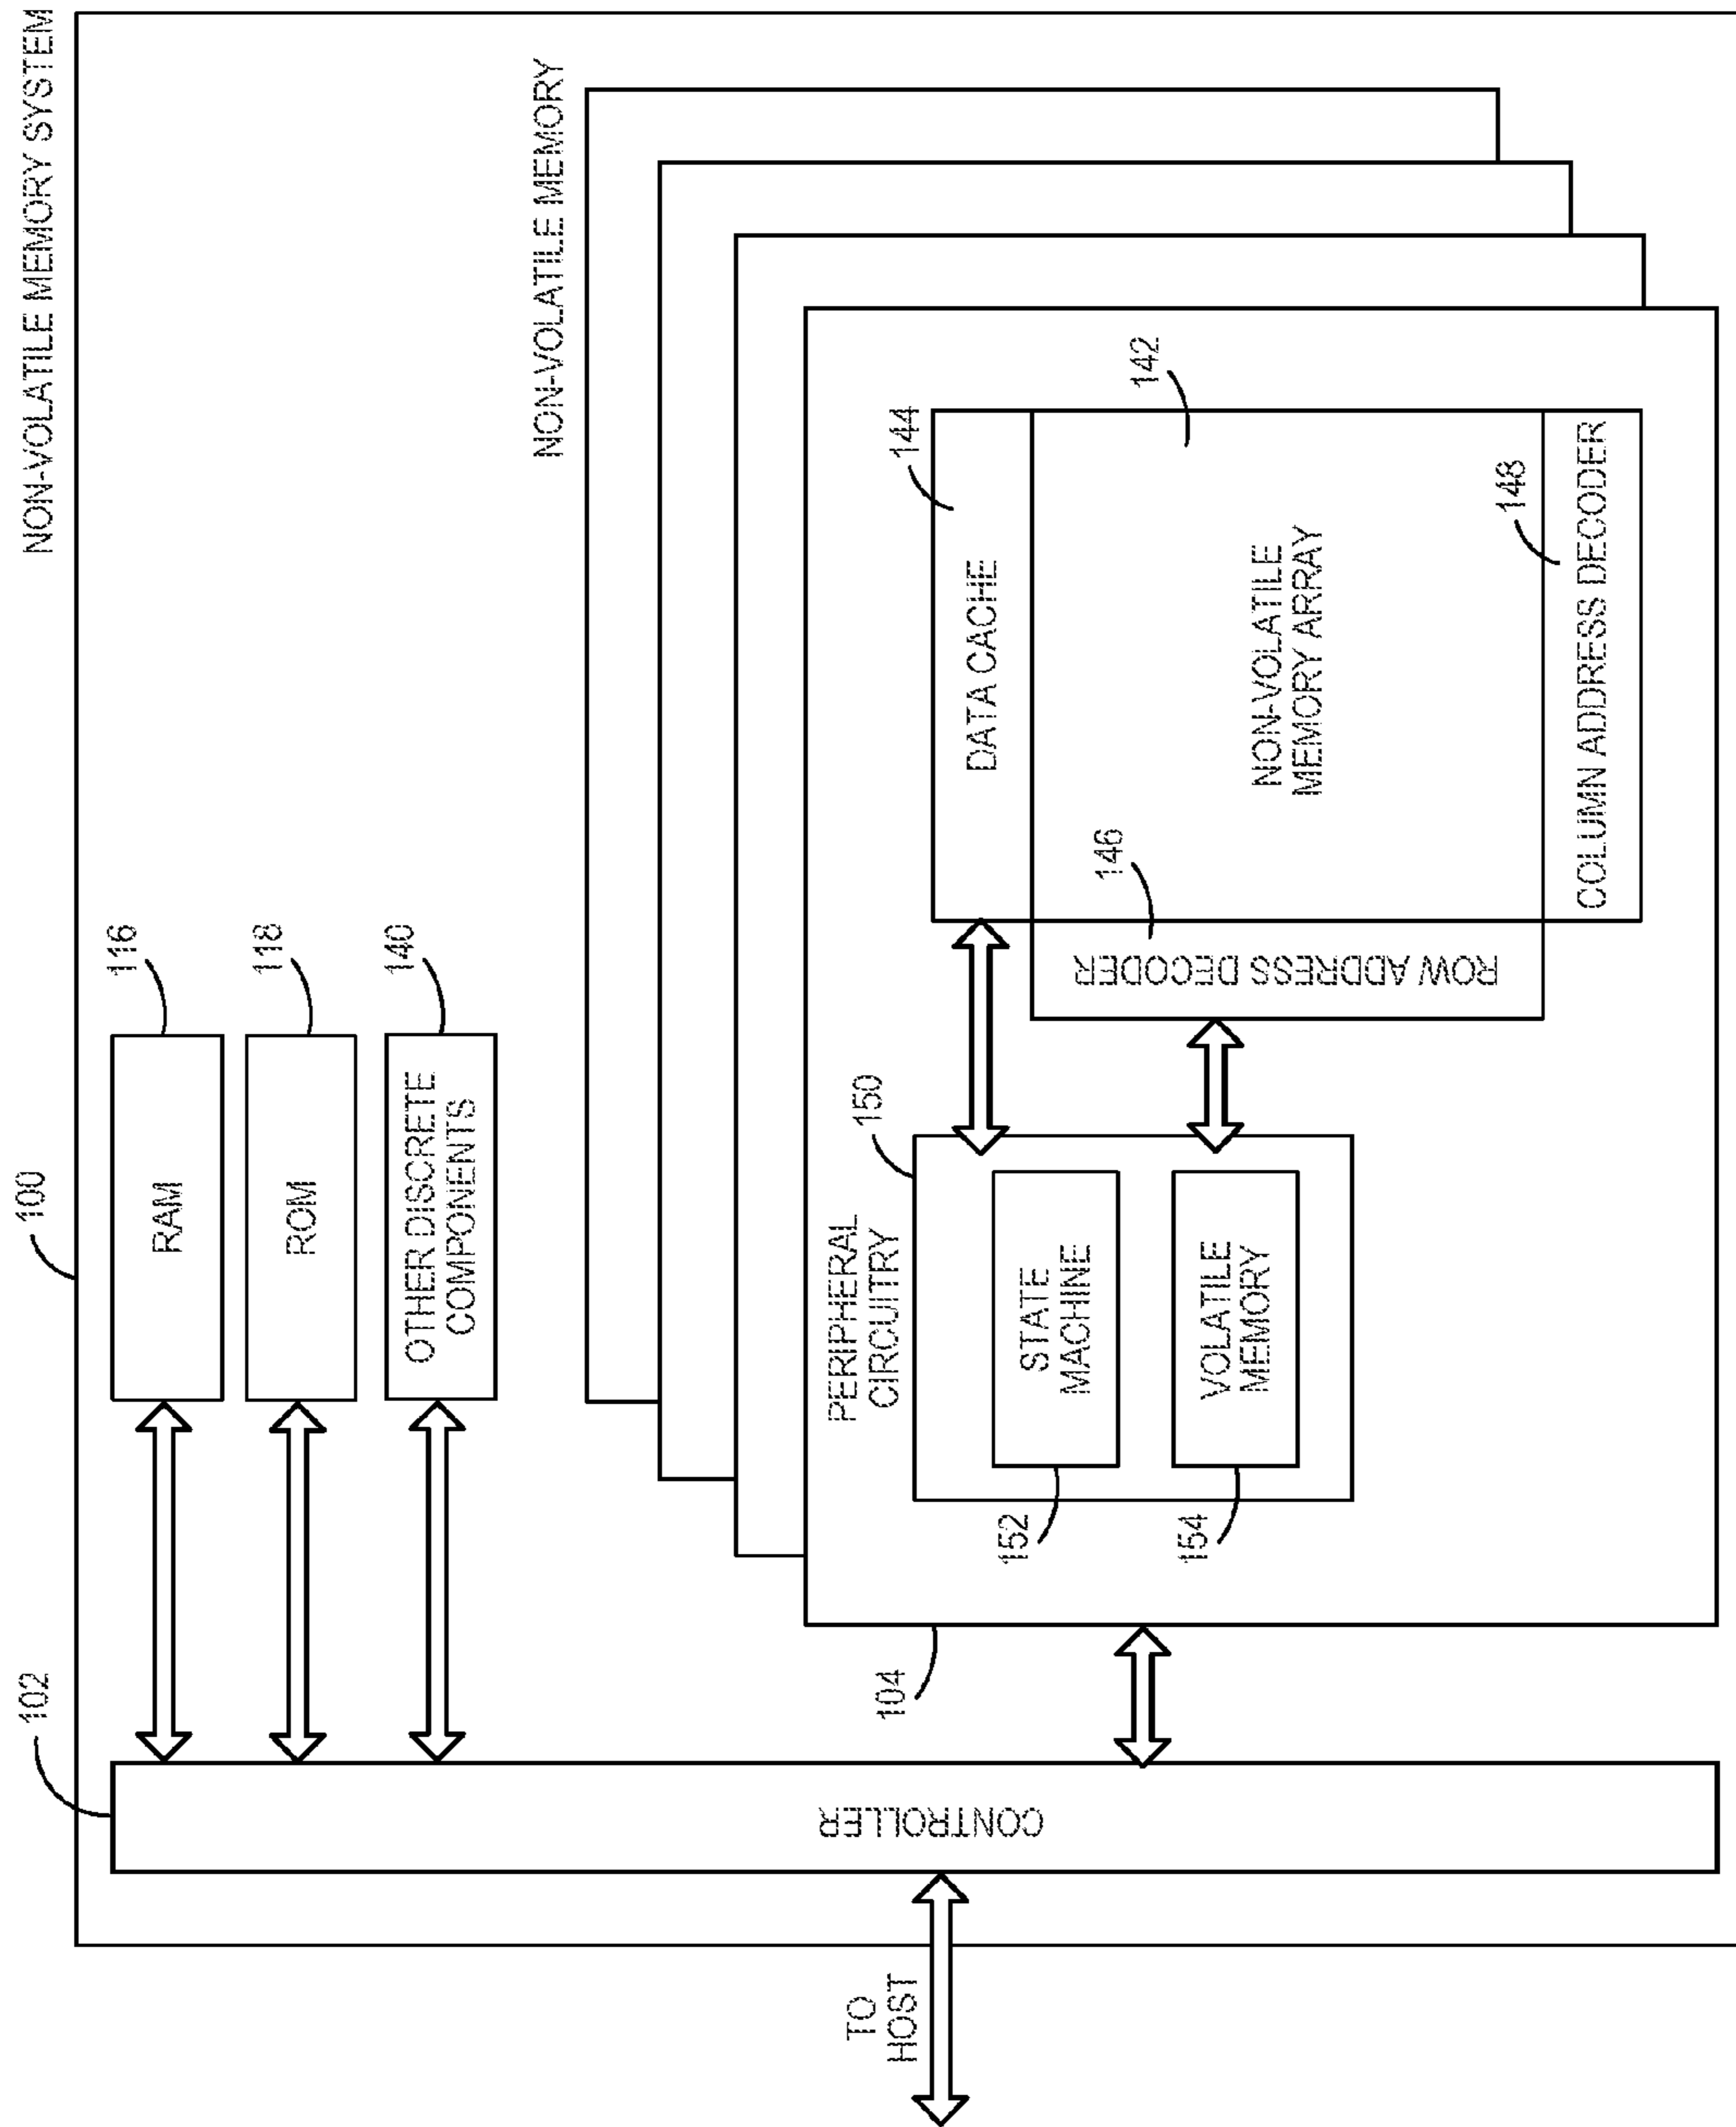 NON-VOLATILE MEMORY SYSTEM
100
102
RAM
116
ROM
118
OTHER DISCRETE
COMPONENTS
140
NON-VOLATILE MEMORY
CONTROLLER
TO
HOST
104
PERIPHERAL
CIRCUITRY
150
STATE
MACHINE
152
VOLATILE
MEMORY
154
DATA CACHE
144
ROW ADDRESS DECODER
146
NON-VOLATILE
MEMORY ARRAY
142
COLUMN ADDRESS DECODER
148